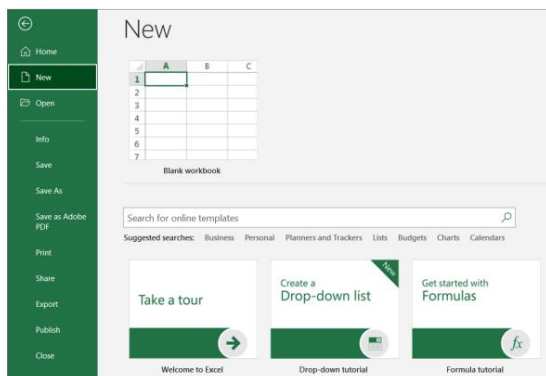 New
Home
New
Open
Info
Save
Save As
Save as Adobe
PDF
Print
Share
Export
Publish
Close
A B C
1
2
3
4
5
6
7
Blank workbook
Search for online templates
Suggested searches: Business Personal Planners and Trackers Lists Budgets Charts Calendars
Take a tour
Welcome to Excel
Create a
Drop-down list
New
Drop-down tutorial
Get started with
Formulas
fx
Formula tutorial